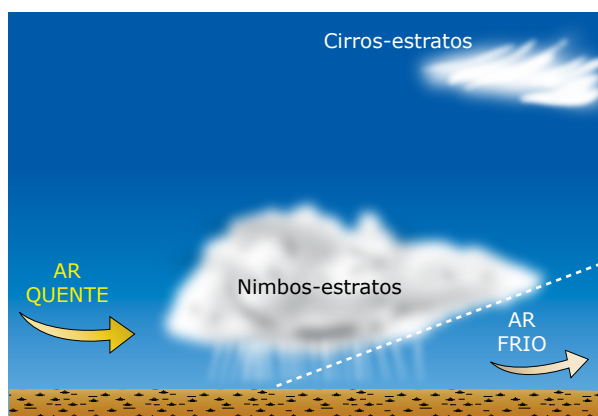 Cirros-estratos
AR
QUENTE
Nimbos-estratos
AR
FRIO